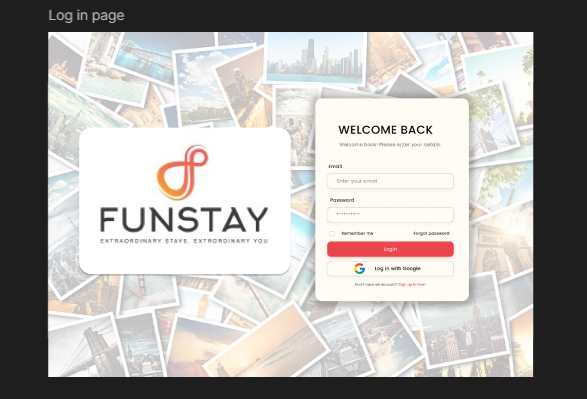 Log in page
FUNSTAY
EXTRAORDINARY STAYS. EXTRORDINARY YOU
WELCOME BACK
Welcome back! Please enter your details.
Email
Enter your email
Password
**********
Remember me
Forgot password
Login
Log in with Google
Don't have an account? Sign up to free!